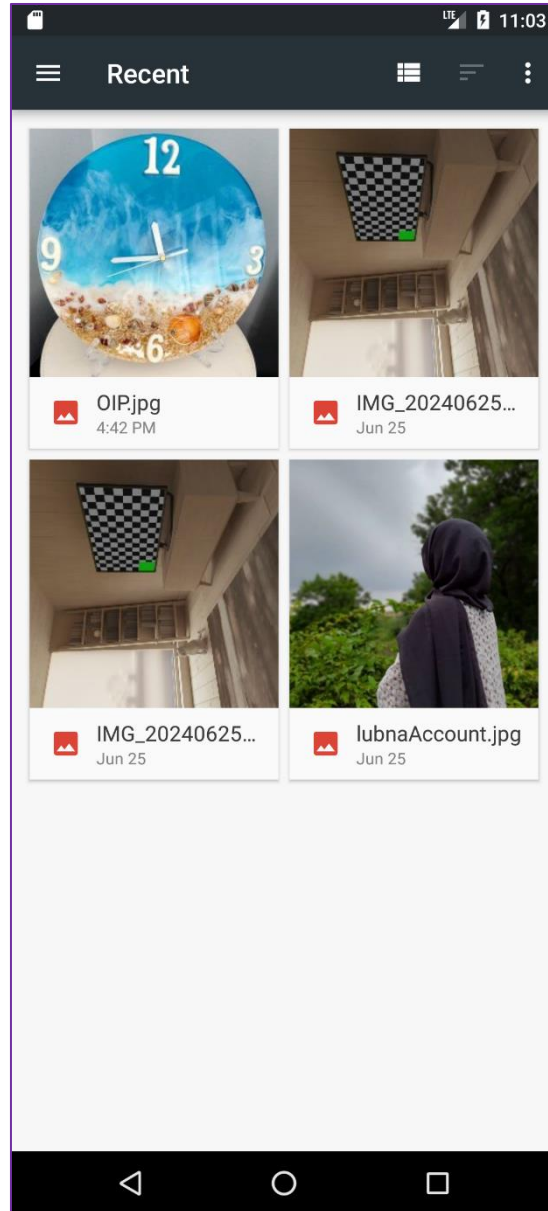 LTE 11:03
Recent
12
9
3
6
OIP.jpg
4:42 PM
IMG_20240625...
Jun 25
IMG_20240625...
Jun 25
lubnaAccount.jpg
Jun 25